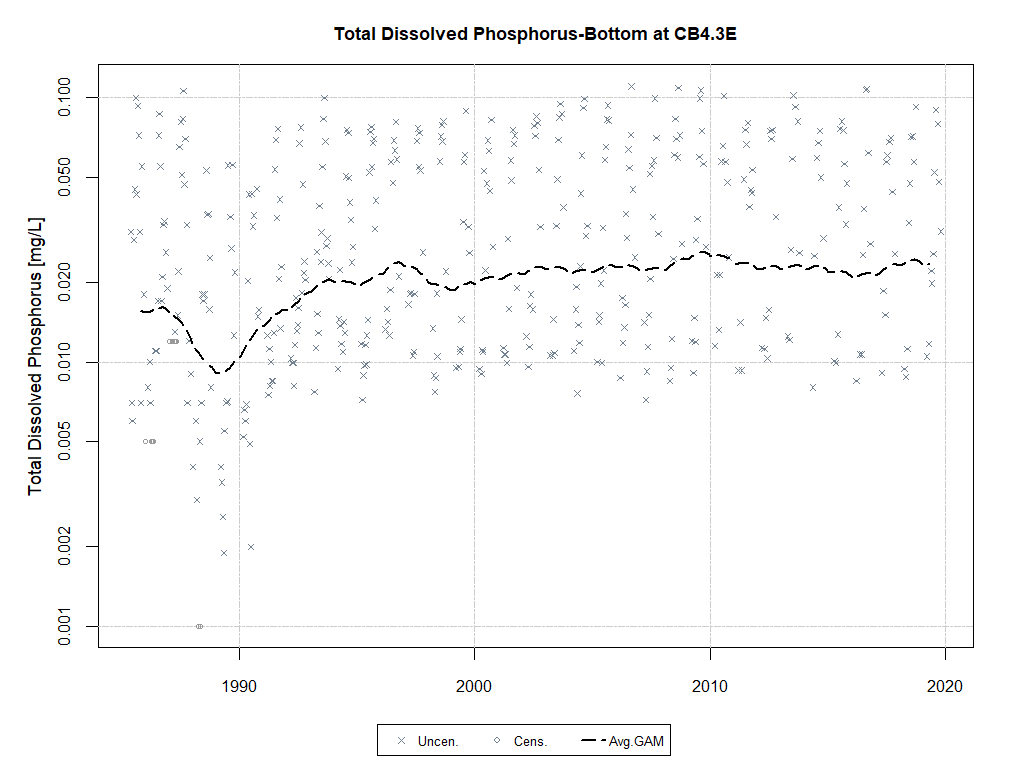 Total Dissolved Phosphorus-Bottom at CB4.3E
Total Dissolved Phosphorus [mg/L]
0.100
0.050
0.020
0.010
0.005
0.002
0.001
1990 2000 2010 2020
Uncen. Cens. Avg.GAM